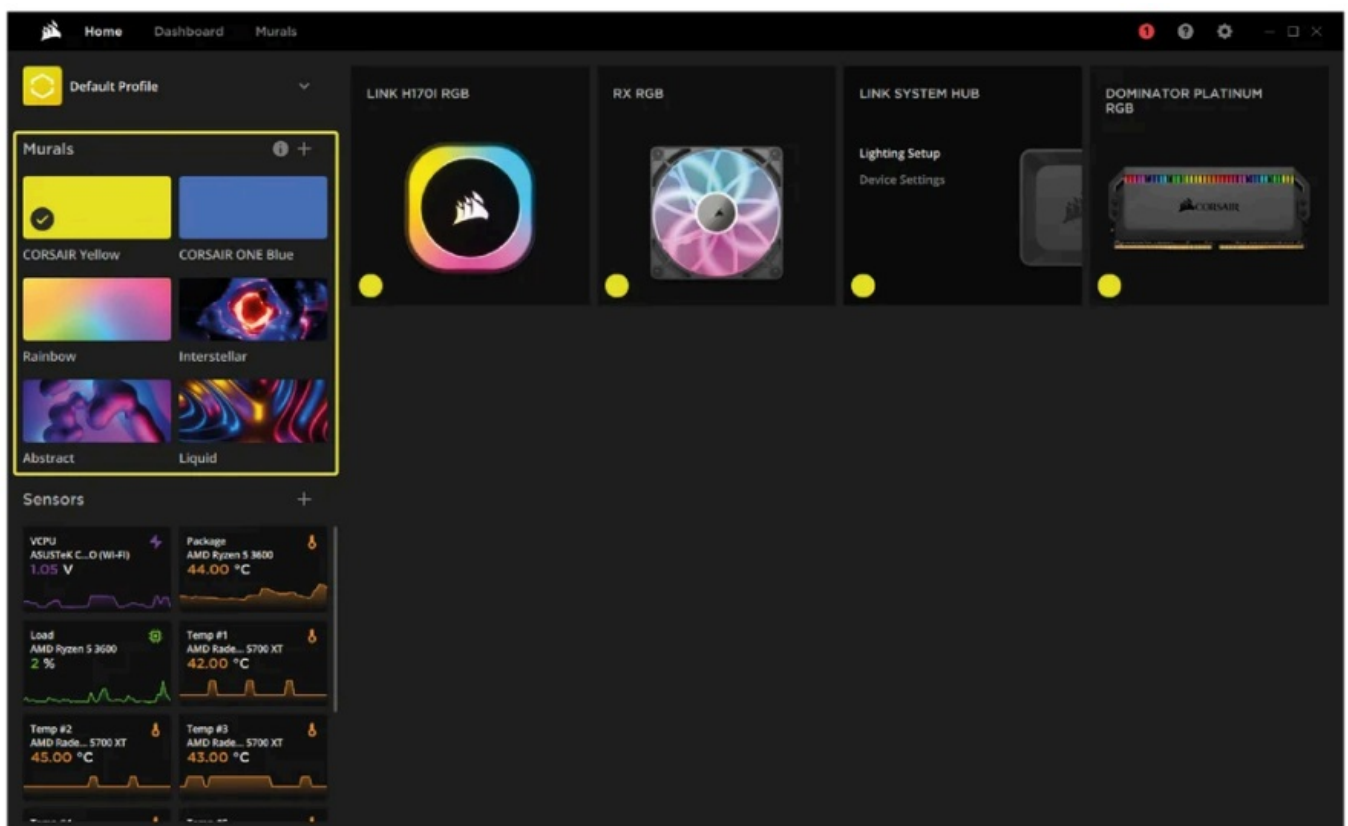 Home Dashboard Murals
1
Default Profile
Murals
CORSAIR Yellow
CORSAIR ONE Blue
Rainbow
Interstellar
Abstract
Liquid
Sensors
VCPU
ASUSTeK C...O (WI-FI)
1.05 V
Package
AMD Ryzen 5 3600
44.00 °C
Load
AMD Ryzen 5 3600
2 %
Temp #1
AMD Rade... 5700 XT
42.00 °C
Temp #2
AMD Rade... 5700 XT
45.00 °C
Temp #3
AMD Rade... 5700 XT
43.00 °C
LINK H170I RGB
RX RGB
LINK SYSTEM HUB
Lighting Setup
Device Settings
DOMINATOR PLATINUM
RGB
CORSAIR